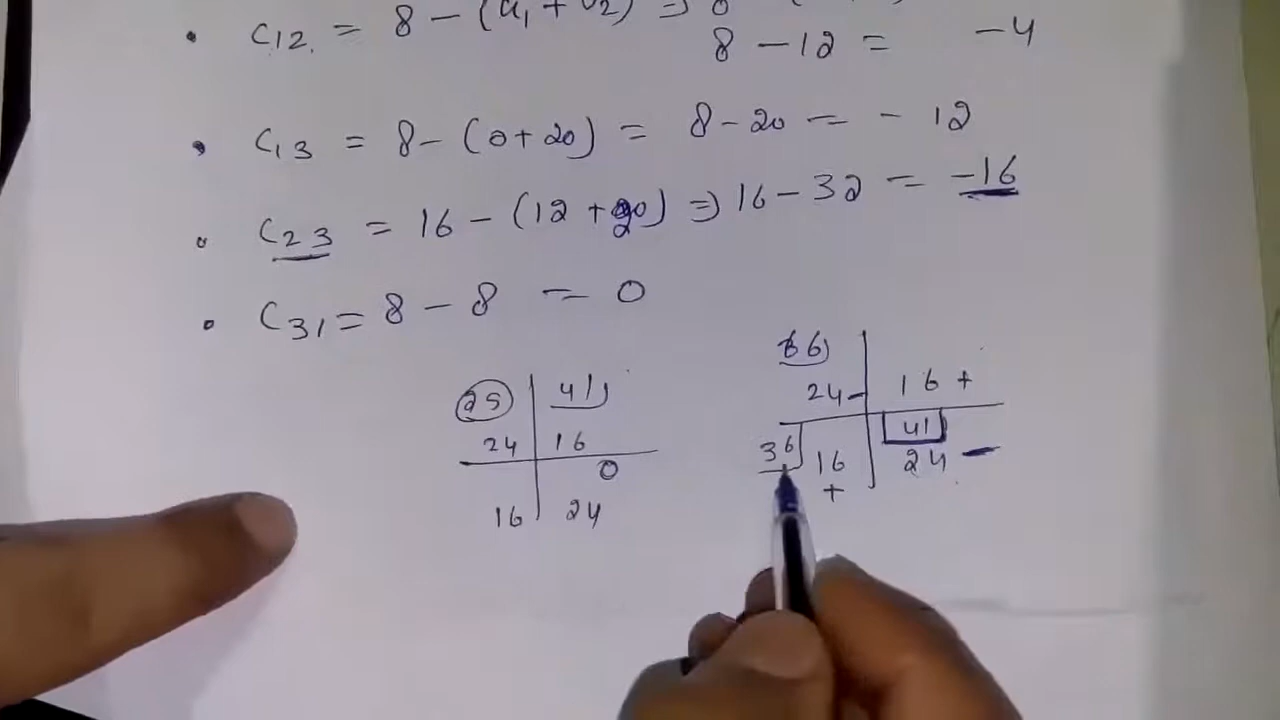 • C12. = 8 - (u1 + v2) ⇒ 8
8 - 12 = -4
• C13 = 8 - (0 + 20) = 8 - 20 = - 12
• C23 = 16 - (12 + 20) ⇒ 16 - 32 = -16
• C31 = 8 - 8 = 0
25 41
24 16
0
16 24
66
24 - 16 +
36 16 41
24 -
+